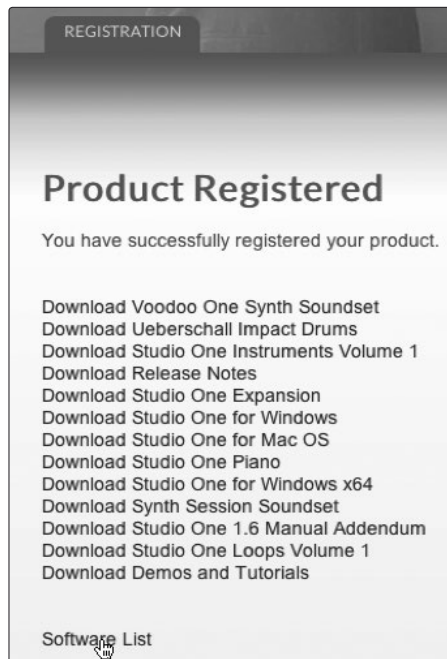 REGISTRATION
Product Registered
You have successfully registered your product.
Download Voodoo One Synth Soundset
Download Ueberschall Impact Drums
Download Studio One Instruments Volume 1
Download Release Notes
Download Studio One Expansion
Download Studio One for Windows
Download Studio One for Mac OS
Download Studio One Piano
Download Studio One for Windows x64
Download Synth Session Soundset
Download Studio One 1.6 Manual Addendum
Download Studio One Loops Volume 1
Download Demos and Tutorials
Software List